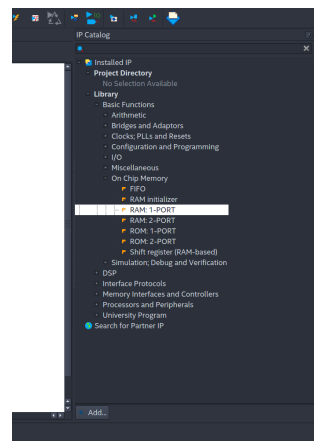 IP Catalog
Installed IP
Project Directory
No Selection Available
Library
Basic Functions
Arithmetic
Bridges and Adaptors
Clocks; PLLs and Resets
Configuration and Programming
I/O
Miscellaneous
On Chip Memory
FIFO
RAM initializer
RAM: 1-PORT
RAM: 2-PORT
ROM: 1-PORT
ROM: 2-PORT
Shift register (RAM-based)
Simulation; Debug and Verification
DSP
Interface Protocols
Memory Interfaces and Controllers
Processors and Peripherals
University Program
Search for Partner IP
Add...